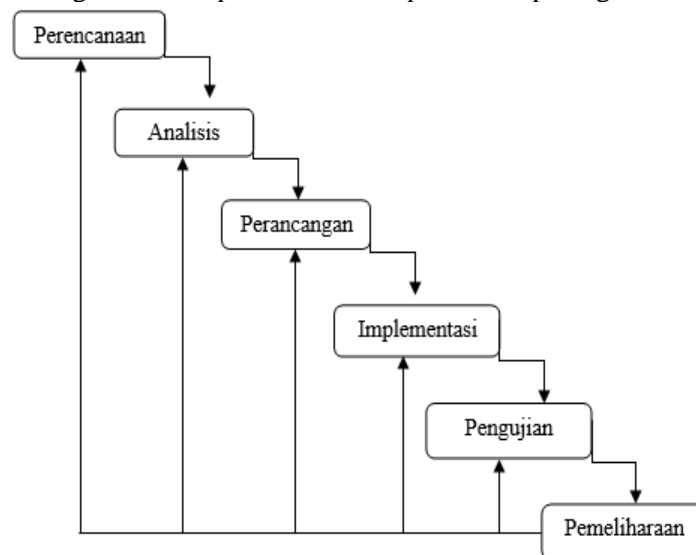 Perencanaan
Analisis
Perancangan
Implementasi
Pengujian
Pemeliharaan